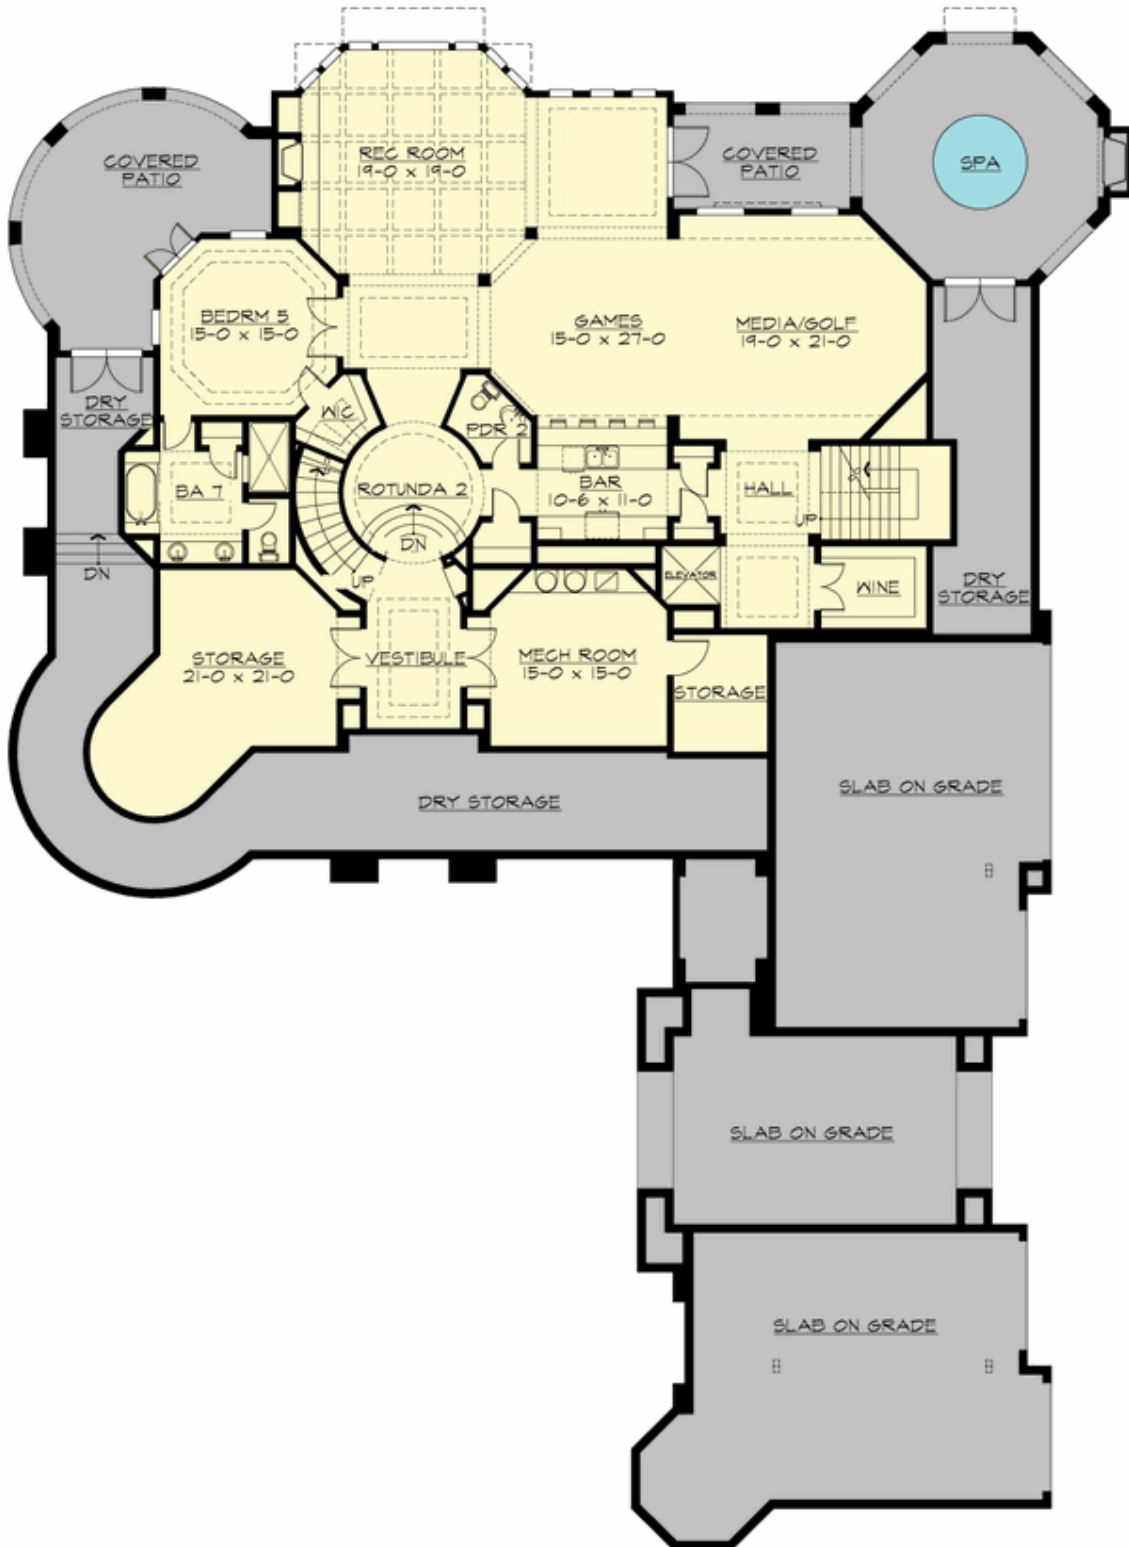 COVERED
PATIO
REC ROOM
19-0 x 19-0
COVERED
PATIO
SPA
BEDRM 5
15-0 x 15-0
GAMES
15-0 x 27-0
MEDIA/GOLF
19-0 x 21-0
DRY
STORAGE
WIC
PDR 2
BA 7
ROTUNDA 2
BAR
10-6 x 11-0
HALL
UP
DN
DN
UP
ELEVATOR
WINE
DRY
STORAGE
STORAGE
21-0 x 21-0
VESTIBULE
MECH ROOM
15-0 x 15-0
STORAGE
SLAB ON GRADE
DRY STORAGE
SLAB ON GRADE
SLAB ON GRADE